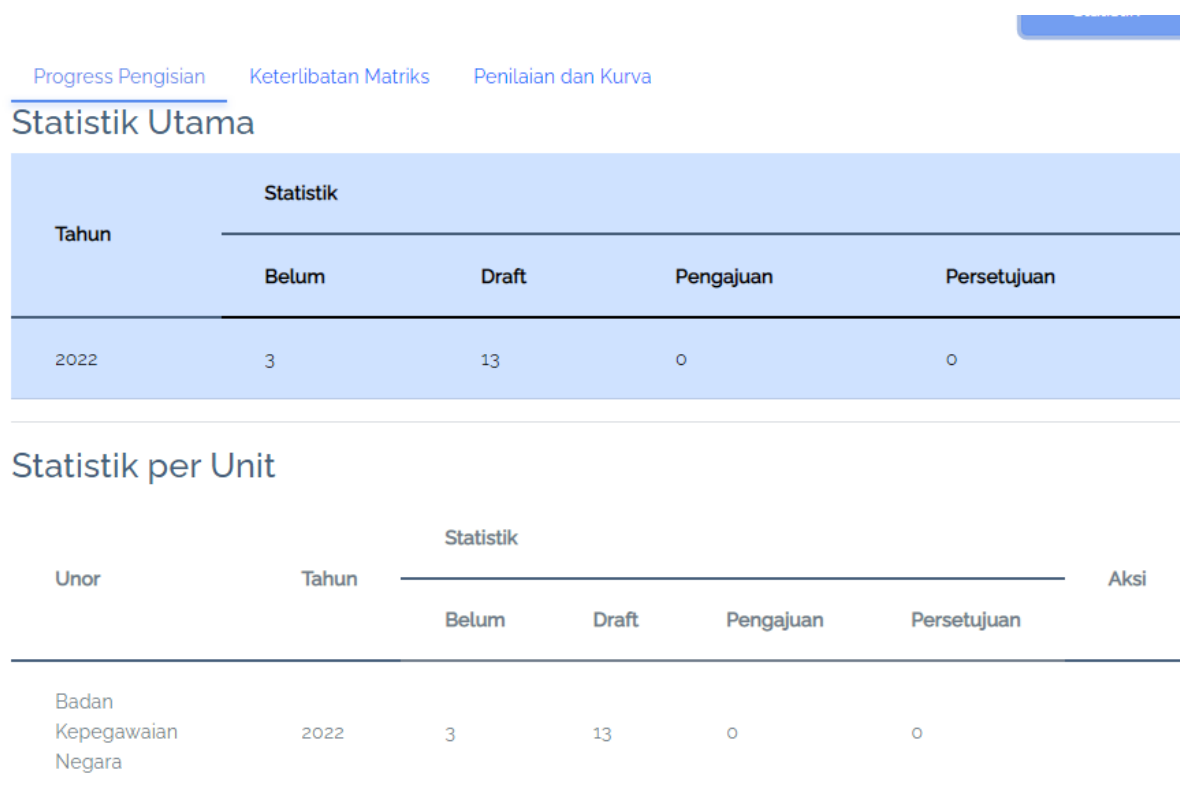 Progress Pengisian Keterlibatan Matriks Penilaian dan Kurva
Statistik Utama
Statistik
Tahun
Belum Draft Pengajuan Persetujuan
2022 3 13 0 0
Statistik per Unit
Statistik
Unor Tahun Aksi
Belum Draft Pengajuan Persetujuan
Badan
Kepegawaian
Negara
2022 3 13 0 0